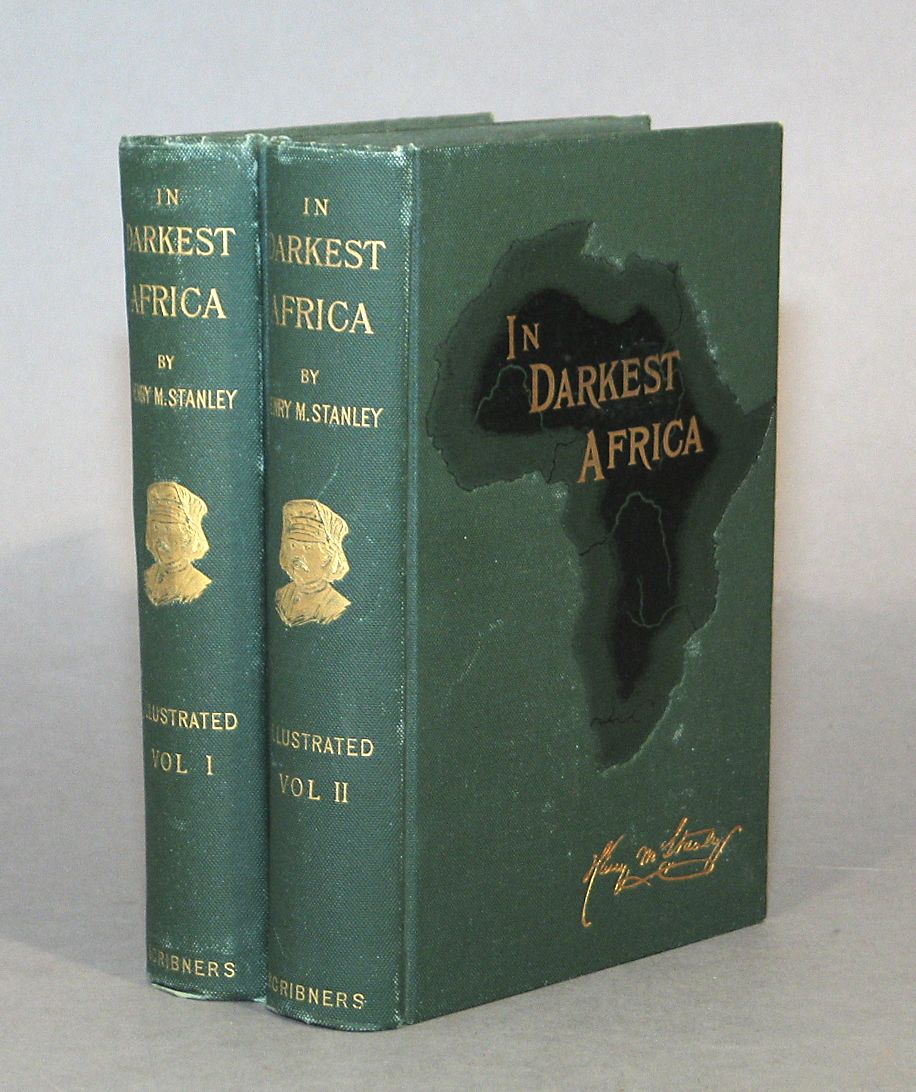 IN
DARKEST
AFRICA
BY
HENRY M. STANLEY
ILLUSTRATED
VOL I
SCRIBNERS
IN
DARKEST
AFRICA
BY
HENRY M. STANLEY
ILLUSTRATED
VOL II
SCRIBNERS
IN
DARKEST
AFRICA
Henry M. Stanley